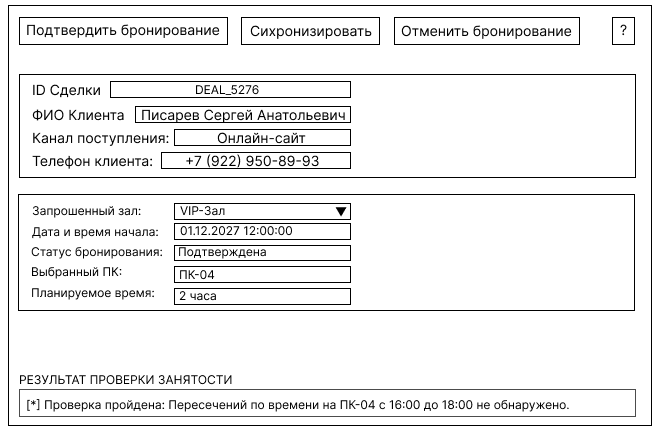 Подтвердить бронирование Сихронизировать Отменить бронирование ?
ID Сделки DEAL_5276
ФИО Клиента Писарев Сергей Анатольевич
Канал поступления: Онлайн-сайт
Телефон клиента: +7 (922) 950-89-93
Запрошенный зал: VIP-Зал
Дата и время начала: 01.12.2027 12:00:00
Статус бронирования: Подтверждена
Выбранный ПК: ПК-04
Планируемое время: 2 часа
РЕЗУЛЬТАТ ПРОВЕРКИ ЗАНЯТОСТИ
[*] Проверка пройдена: Пересечений по времени на ПК-04 с 16:00 до 18:00 не обнаружено.